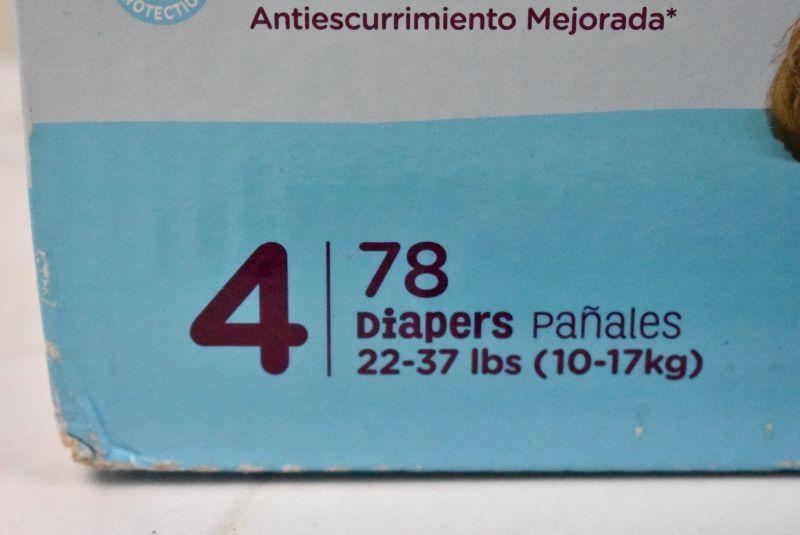 Antiescurrimiento Mejorada*
4
78
Diapers Pañales
22-37 lbs (10-17kg)